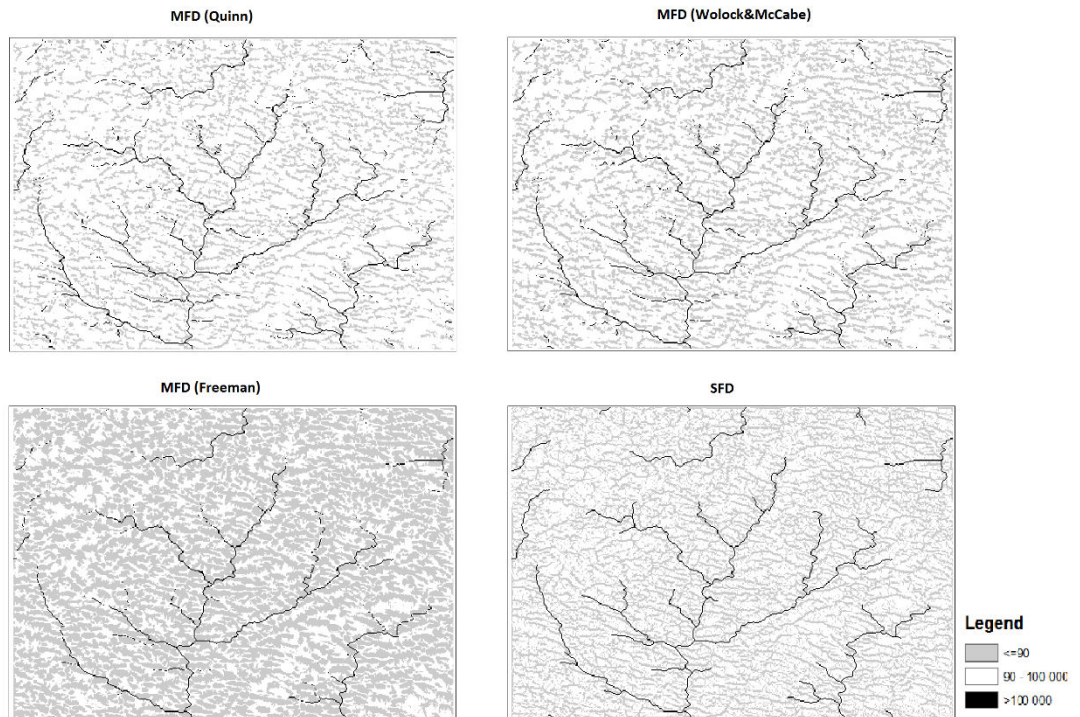 MFD (Quinn)
MFD (Wolock&McCabe)
MFD (Freeman)
SFD
Legend
<=90
90 - 100 000
>100 000